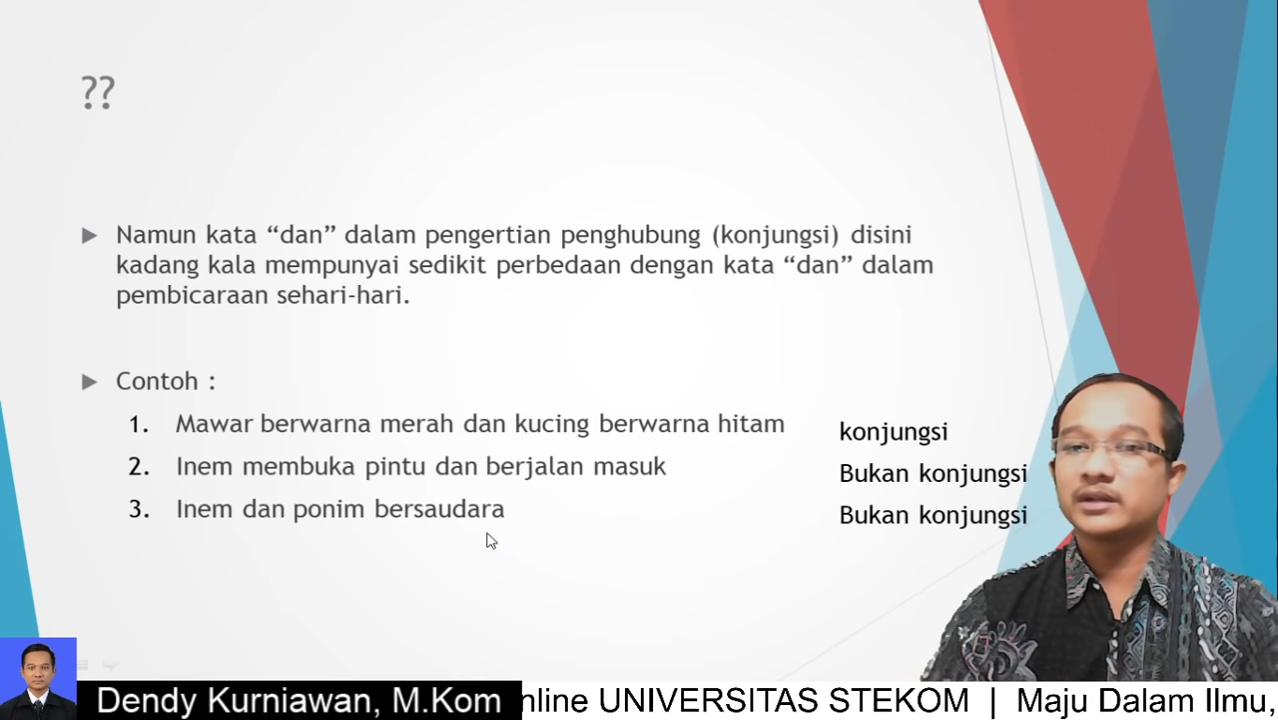 ??
Namun kata “dan” dalam pengertian penghubung (konjungsi) disini
kadang kala mempunyai sedikit perbedaan dengan kata “dan” dalam
pembicaraan sehari-hari.
Contoh :
1. Mawar berwarna merah dan kucing berwarna hitam konjungsi
2. Inem membuka pintu dan berjalan masuk Bukan konjungsi
3. Inem dan ponim bersaudara Bukan konjungsi
Dendy Kurniawan, M.Kom
UNIVERSITAS STEKOM | Maju Dalam Ilmu,